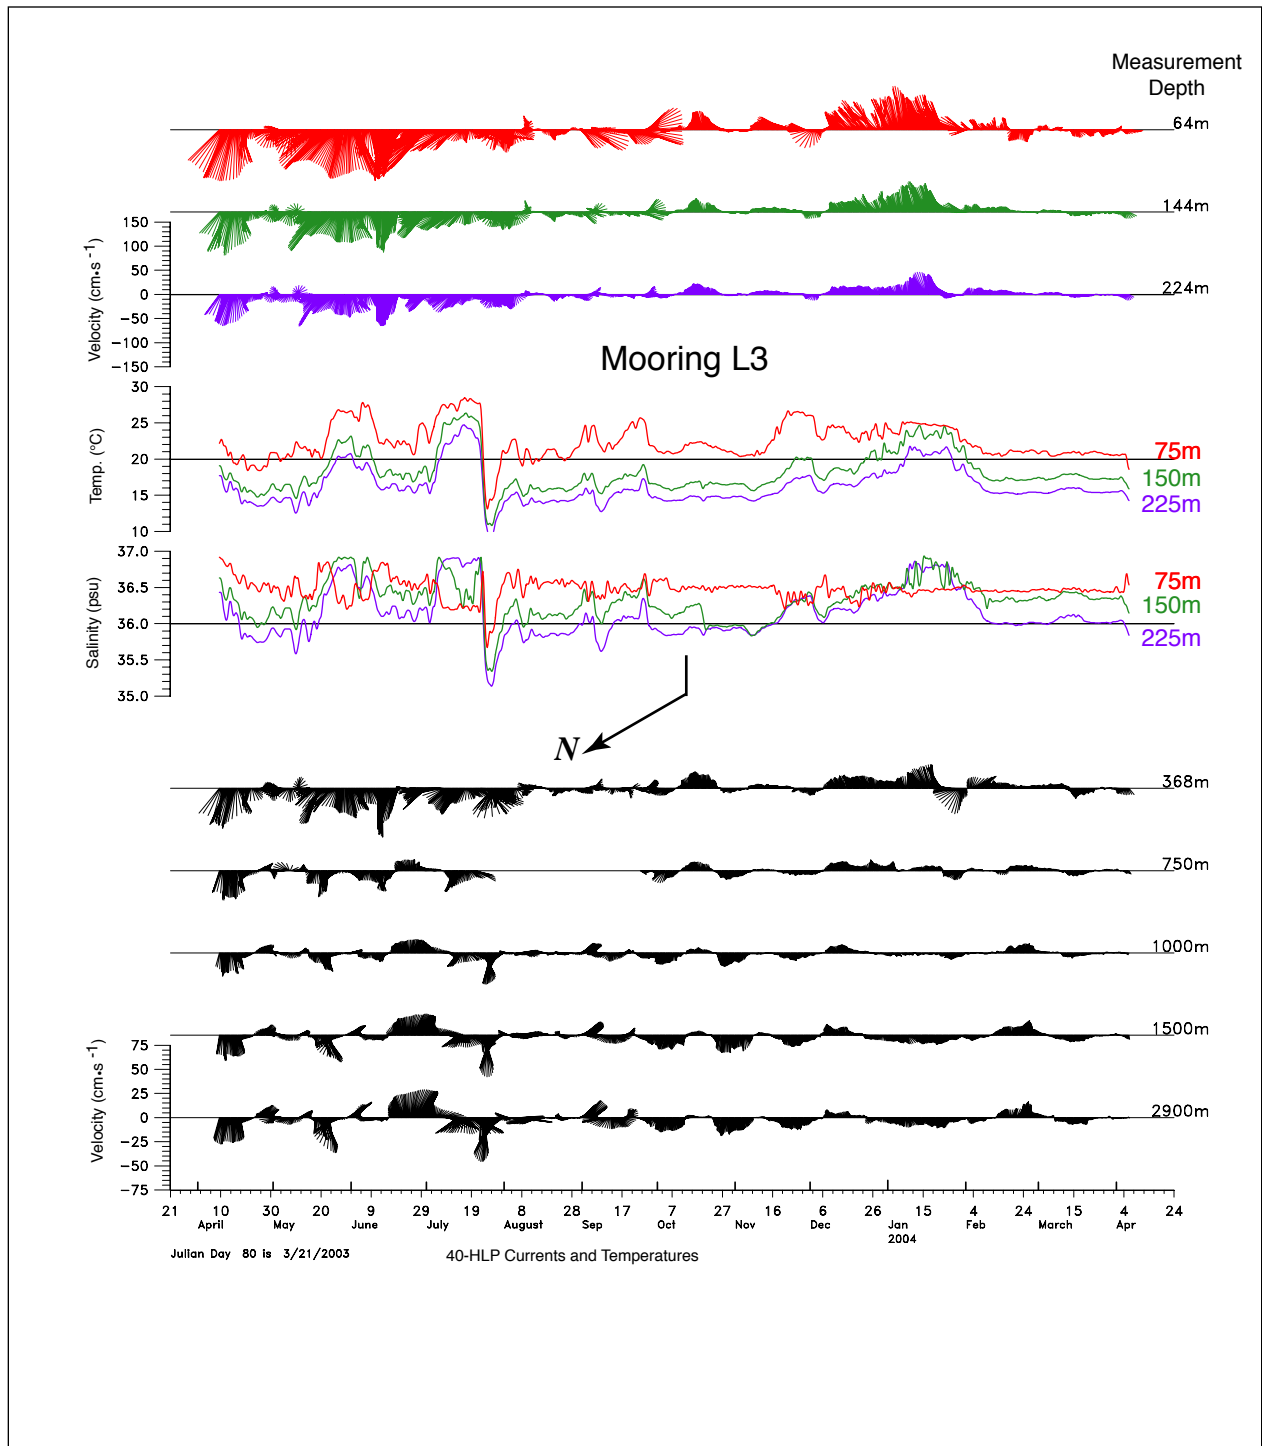 Measurement
Depth
64m
144m
224m
150
100
50
0
−50
−100
−150
Velocity (cm•s -1)
Mooring L3
30
25
20
15
10
Temp. (°C)
75m
150m
225m
37.0
36.5
36.0
35.5
35.0
Salinity (psu)
75m
150m
225m
N
368m
750m
1000m
1500m
2900m
75
50
25
0
−25
−50
−75
Velocity (cm•s -1)
21 10 30 20 9 29 19 8 28 17 7 27 16 6 26 15 4 24 15 4 24
April May June July August Sep Oct Nov Dec Jan Feb March Apr
2004
Julian Day 80 is 3/21/2003
40-HLP Currents and Temperatures